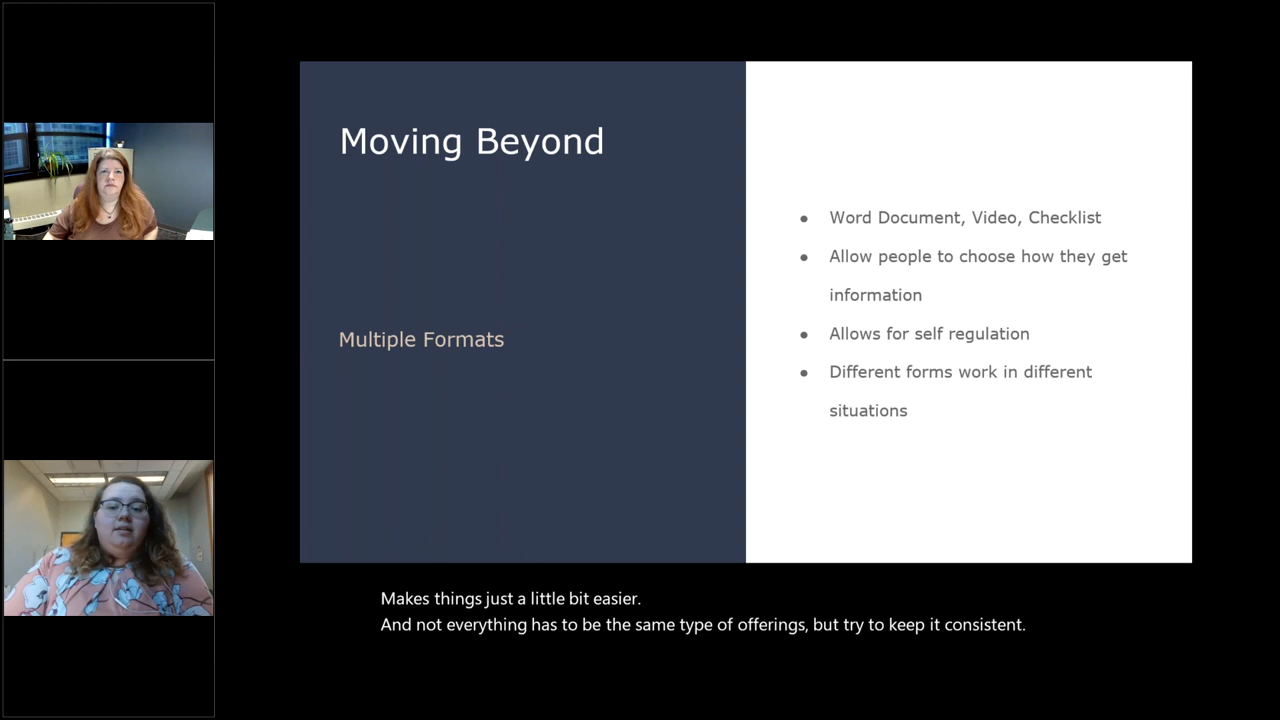 Moving Beyond
Multiple Formats
● Word Document, Video, Checklist
● Allow people to choose how they get
information
● Allows for self regulation
● Different forms work in different
situations
Makes things just a little bit easier.
And not everything has to be the same type of offerings, but try to keep it consistent.